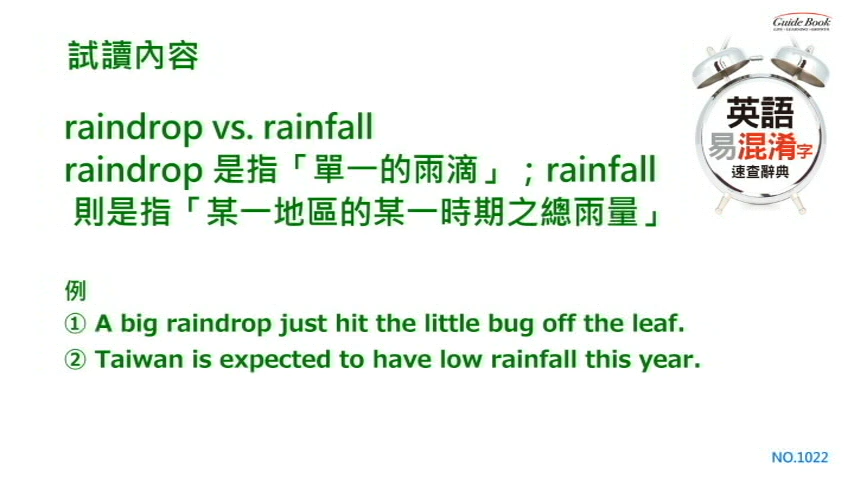 Guide Book
LIFE / LEARNING / GROWTH
試讀內容
英語
易混淆字
速查辭典
raindrop vs. rainfall
raindrop 是指「單一的雨滴」；rainfall
則是指「某一地區的某一時期之總雨量」
例
① A big raindrop just hit the little bug off the leaf.
② Taiwan is expected to have low rainfall this year.
NO.1022